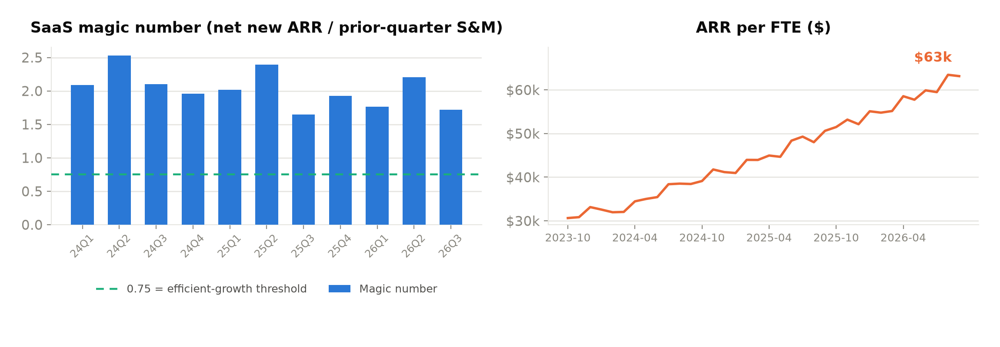 SaaS magic number (net new ARR / prior-quarter S&M)
2.5
2.0
1.5
1.0
0.5
0.0
24Q1
24Q2
24Q3
24Q4
25Q1
25Q2
25Q3
25Q4
26Q1
26Q2
26Q3
0.75 = efficient-growth threshold
Magic number
ARR per FTE ($)
$63k
$60k
$50k
$40k
$30k
2023-10
2024-04
2024-10
2025-04
2025-10
2026-04